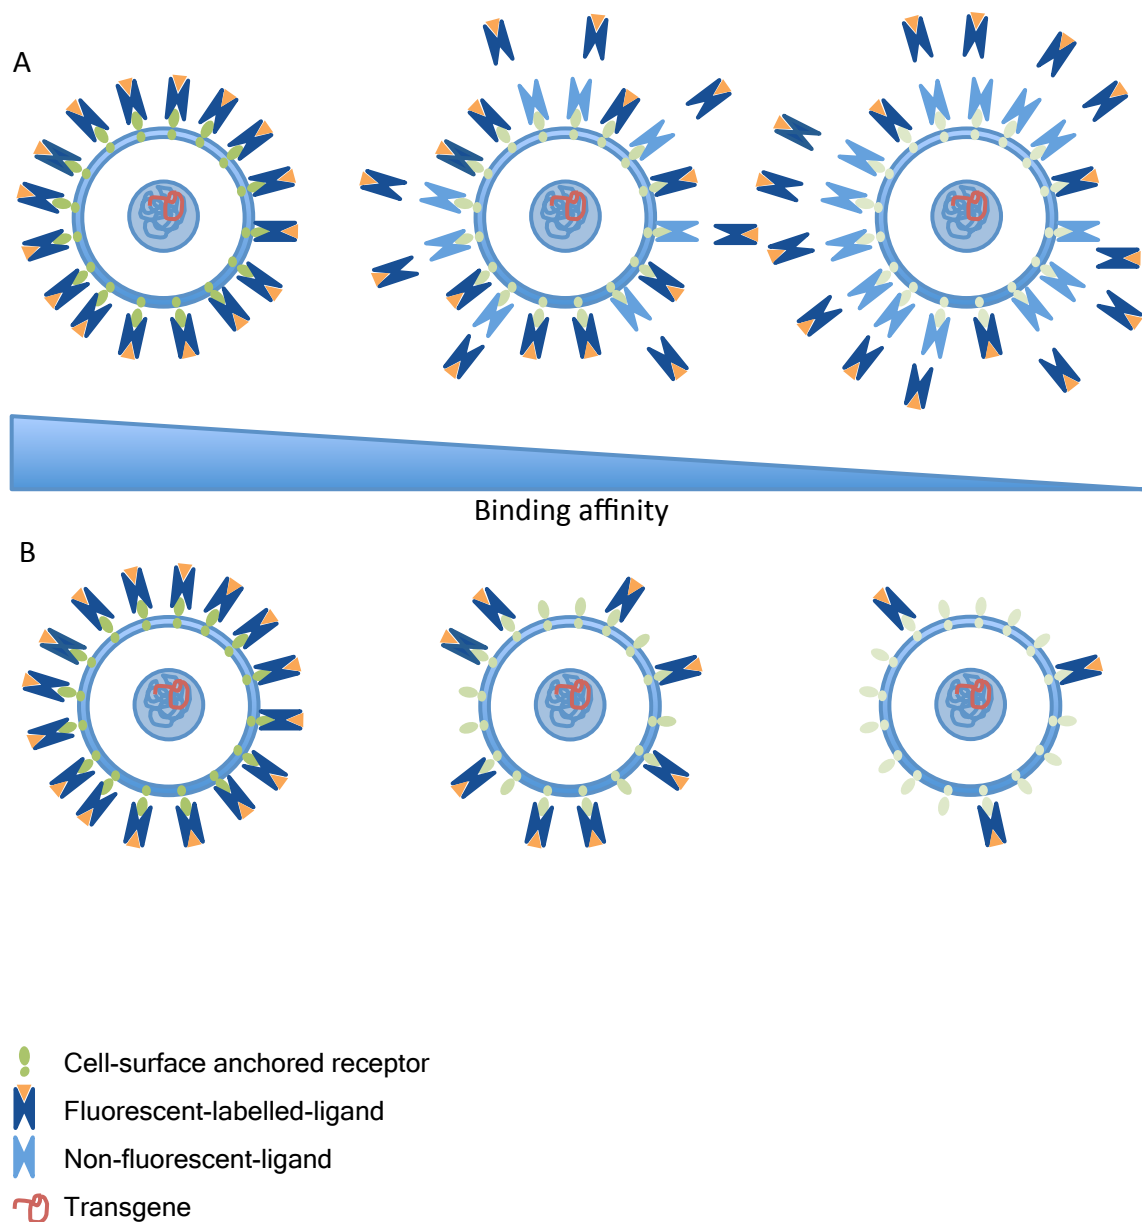 A
Binding affinity
B
Cell-surface anchored receptor
Fluorescent-labelled-ligand
Non-fluorescent-ligand
Transgene